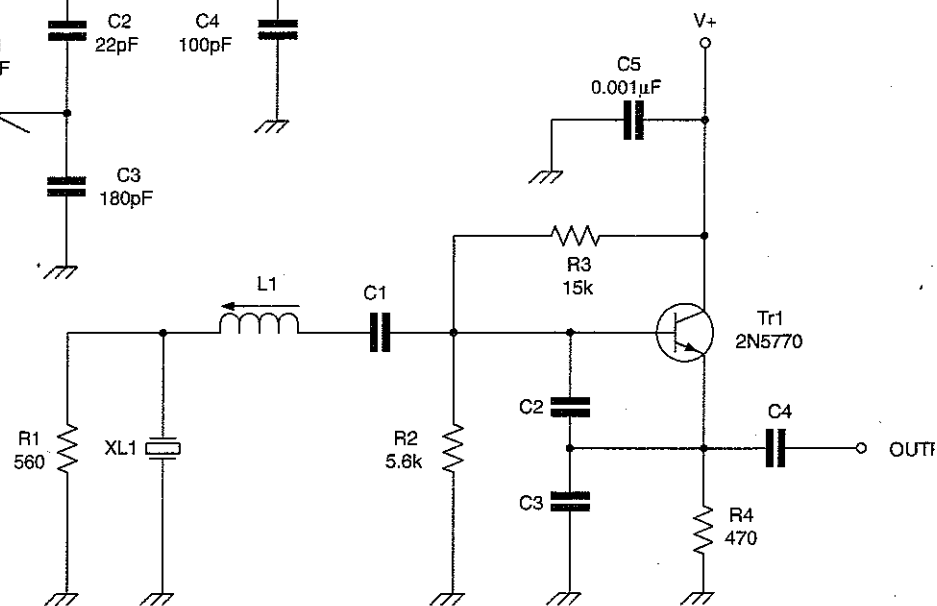 C2
22pF
C4
100pF
F
C3
180pF
V+
C5
0.001µF
R3
15k
L1
C1
Tr1
2N5770
R1
560
XL1
R2
5.6k
C2
C3
C4
R4
470